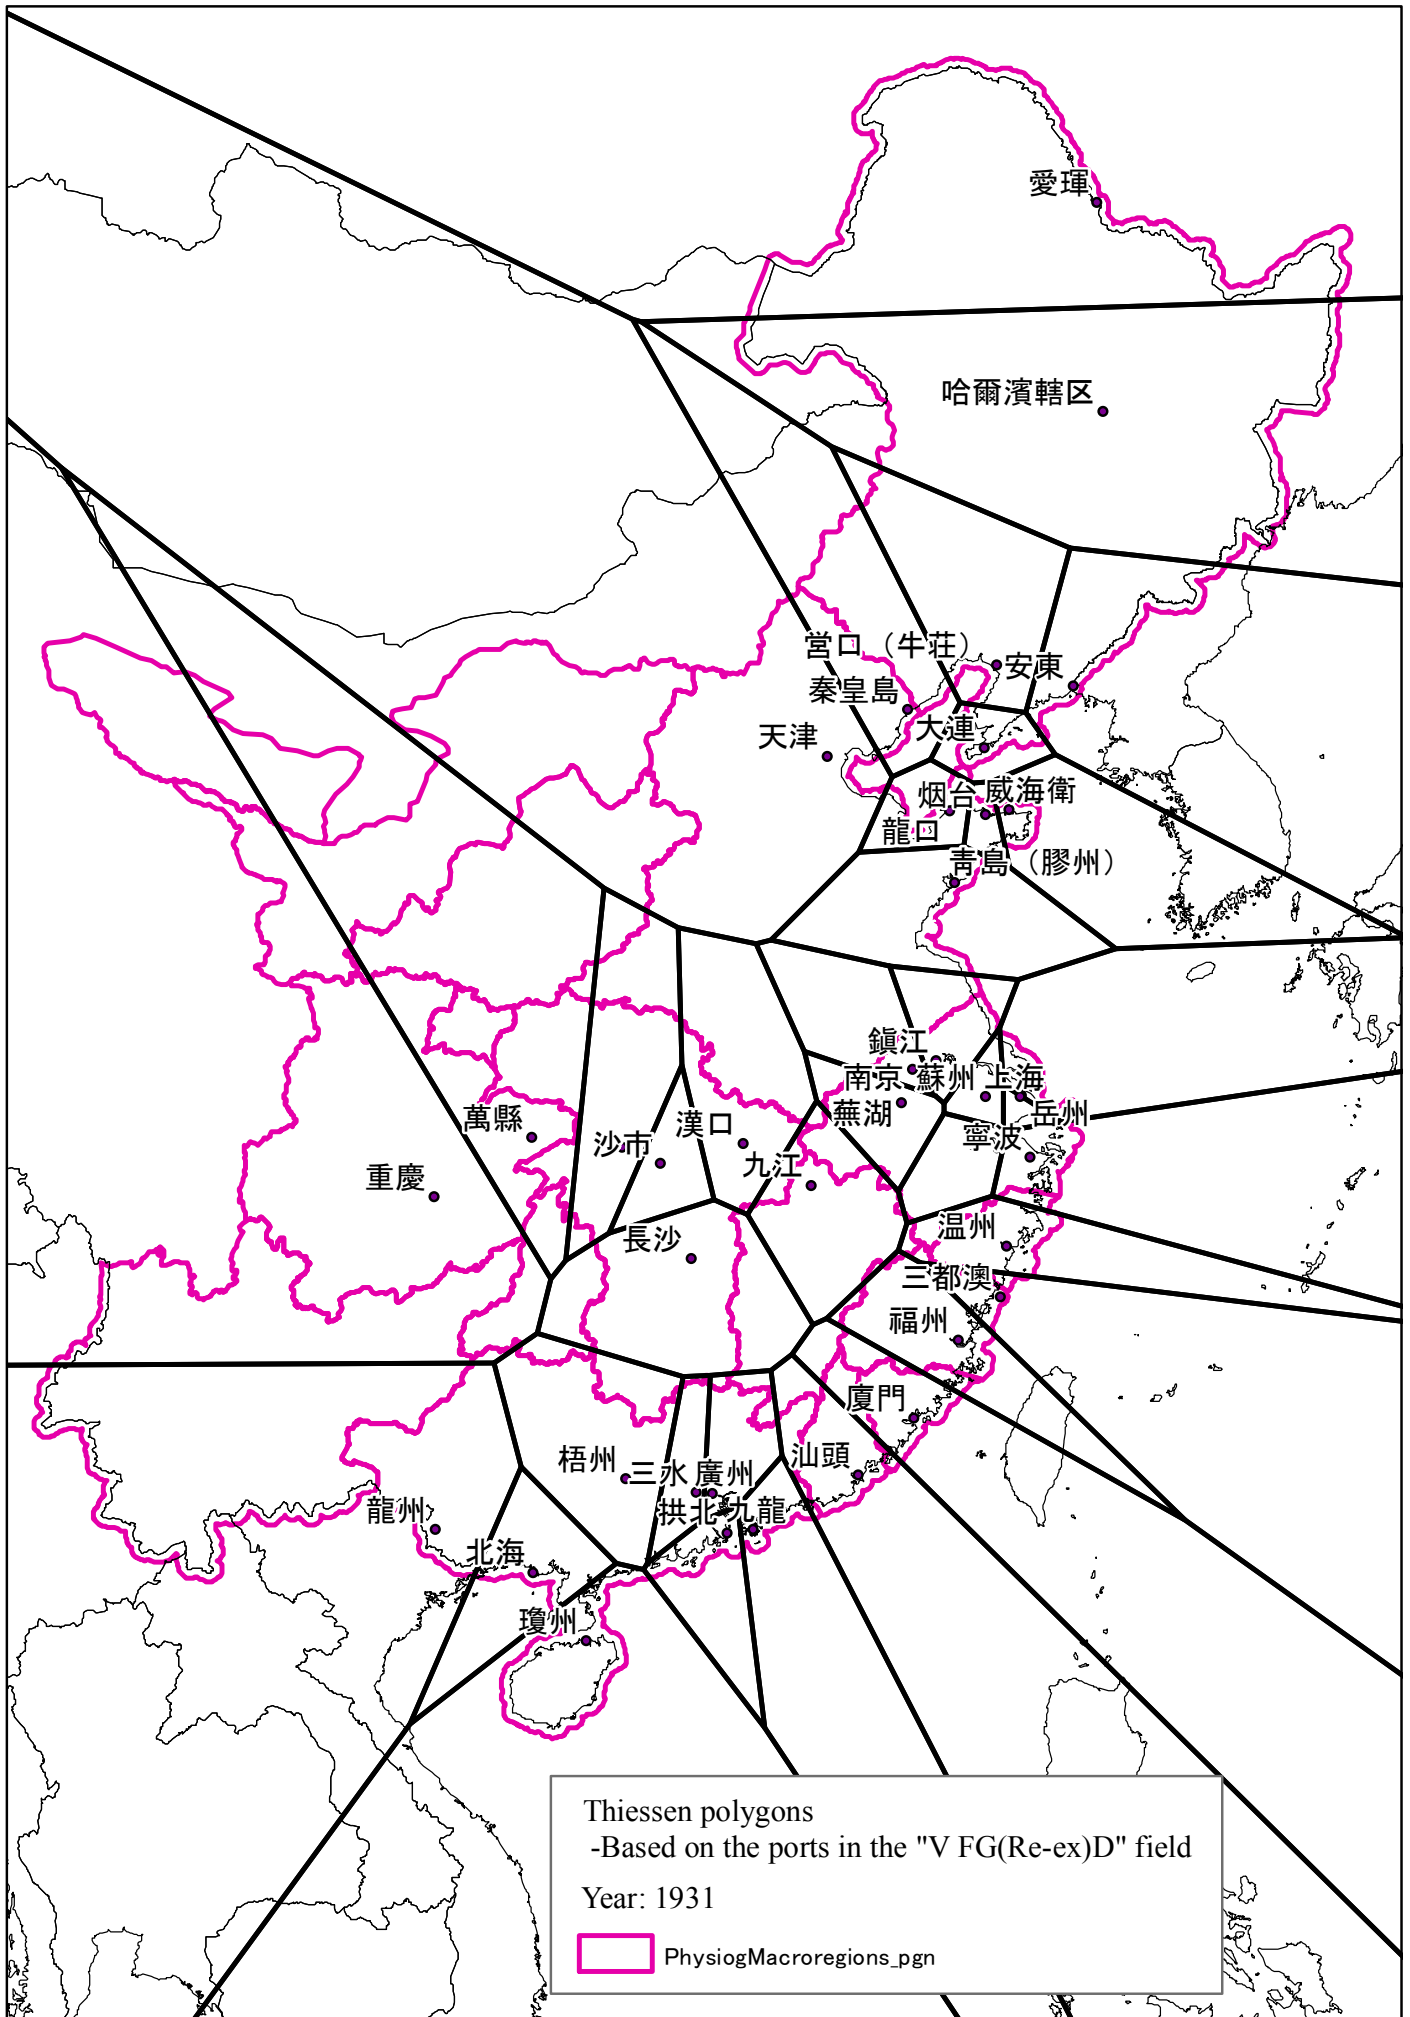 愛琿
哈爾濱轄区
営口（牛荘）
安東
秦皇島
大連
天津
烟台
威海衛
龍口
靑島（膠州）
鎭江
南京
蘇州
上海
蕪湖
岳州
萬縣
沙市
漢口
寧波
九江
重慶
長沙
温州
三都澳
福州
廈門
梧州
三水
廣州
汕頭
拱北
九龍
龍州
北海
瓊州
Thiessen polygons
-Based on the ports in the "V FG(Re-ex)D" field
Year: 1931
PhysiogMacroregions_pgn